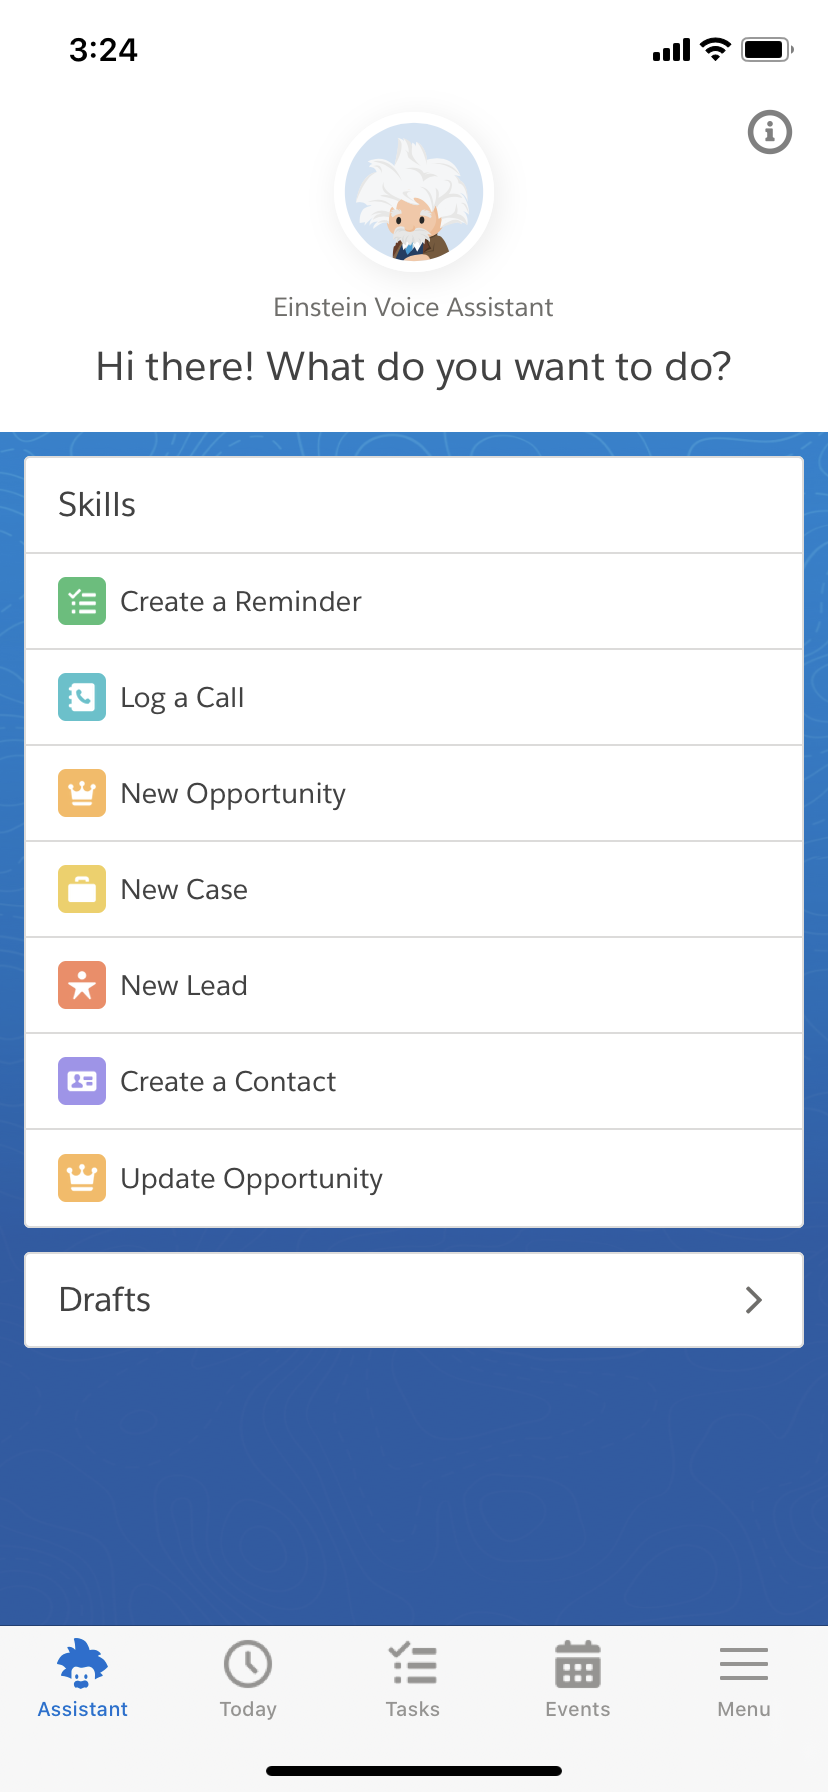 3:24
Einstein Voice Assistant
Hi there! What do you want to do?
Skills
Create a Reminder
Log a Call
New Opportunity
New Case
New Lead
Create a Contact
Update Opportunity
Drafts
Assistant
Today
Tasks
Events
Menu